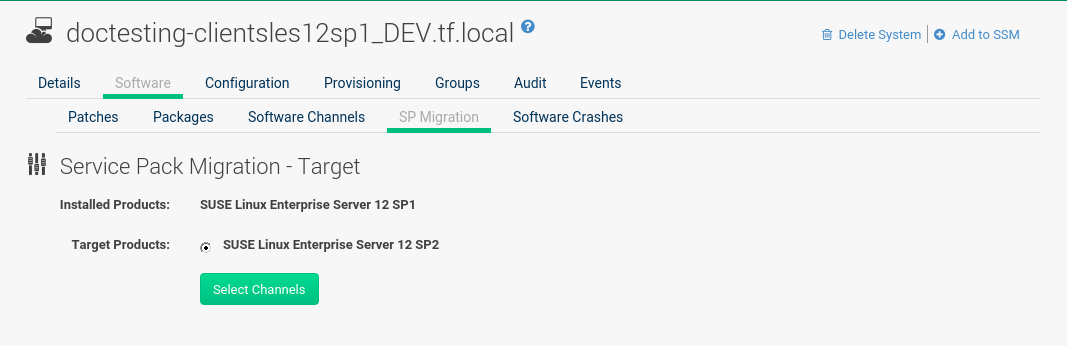 doctesting-clientsles12sp1_DEV.tf.local ?
Delete System | Add to SSM
Details Software Configuration Provisioning Groups Audit Events
Patches Packages Software Channels SP Migration Software Crashes
Service Pack Migration - Target
Installed Products: SUSE Linux Enterprise Server 12 SP1
Target Products: SUSE Linux Enterprise Server 12 SP2
Select Channels